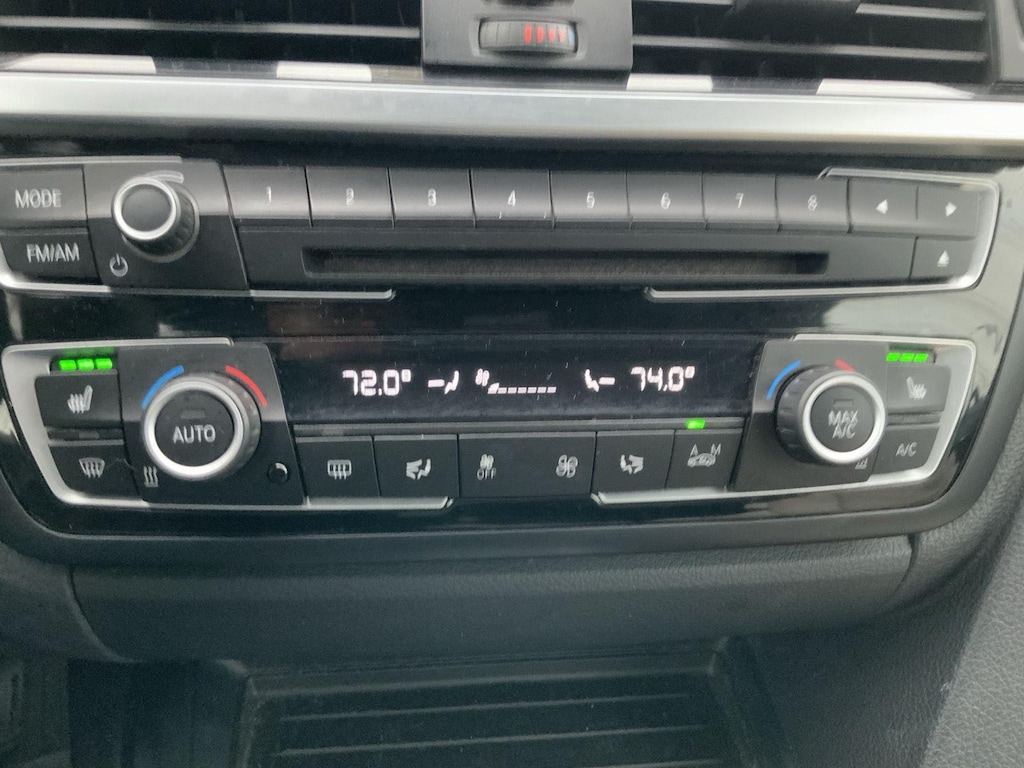 MODE 1 2 3 4 5 6 7 8
FM/AM
72.0° 74.0°
AUTO MAX A/C
OFF A M A/C